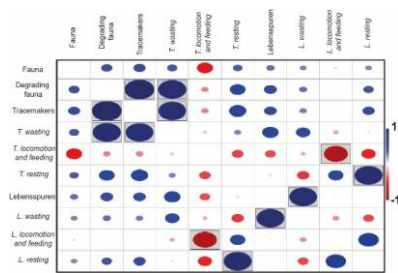 Fauna
Degrading
fauna
Tracemakers
T. wasting
T. locomotion
and feeding
T. resting
Lebensspuren
L. wasting
L. locomotion
and feeding
L. resting
Fauna
Degrading
fauna
Tracemakers
T. wasting
T. locomotion
and feeding
T. resting
Lebensspuren
L. wasting
L. locomotion
and feeding
L. resting
1
-1